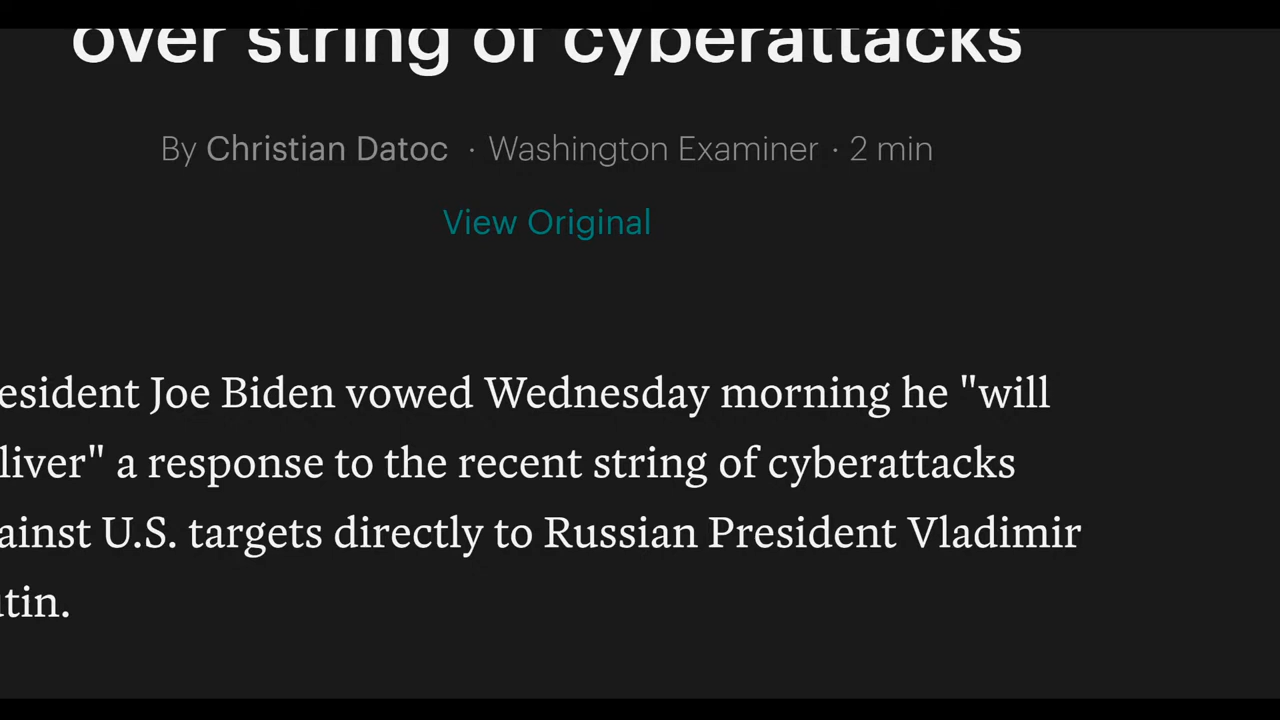 over string of cyberattacks
By Christian Datoc · Washington Examiner · 2 min
View Original
esident Joe Biden vowed Wednesday morning he "will
liver" a response to the recent string of cyberattacks
ainst U.S. targets directly to Russian President Vladimir
tin.